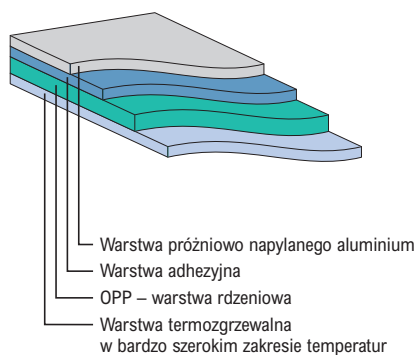 Warstwa próżniowo napylanego aluminium
Warstwa adhezyjna
OPP – warstwa rdzeniowa
Warstwa termozgrzewalna
w bardzo szerokim zakresie temperatur